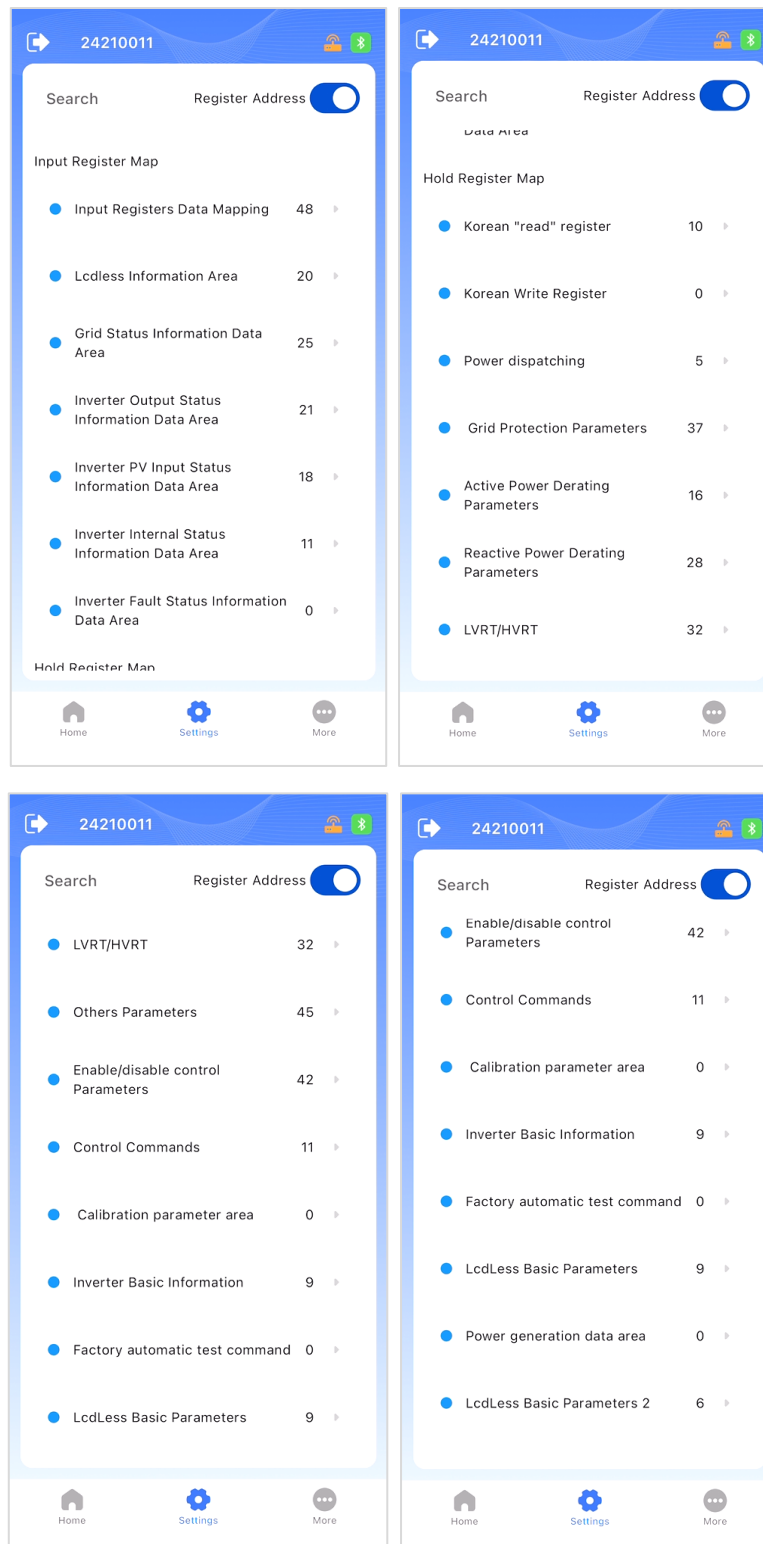 24210011
Search
Register Address
Input Register Map
Input Registers Data Mapping 48
Lcdless Information Area 20
Grid Status Information Data
Area
25
Inverter Output Status
Information Data Area
21
Inverter PV Input Status
Information Data Area
18
Inverter Internal Status
Information Data Area
11
Inverter Fault Status Information
Data Area
0
Hold Register Map
Home
Settings
More
24210011
Search
Register Address
Data Area
Hold Register Map
Korean "read" register 10
Korean Write Register 0
Power dispatching 5
Grid Protection Parameters 37
Active Power Derating
Parameters
16
Reactive Power Derating
Parameters
28
LVRT/HVRT 32
Home
Settings
More
24210011
Search
Register Address
LVRT/HVRT 32
Others Parameters 45
Enable/disable control
Parameters
42
Control Commands 11
Calibration parameter area 0
Inverter Basic Information 9
Factory automatic test command 0
LcdLess Basic Parameters 9
Home
Settings
More
24210011
Search
Register Address
Enable/disable control
Parameters
42
Control Commands 11
Calibration parameter area 0
Inverter Basic Information 9
Factory automatic test command 0
LcdLess Basic Parameters 9
Power generation data area 0
LcdLess Basic Parameters 2 6
Home
Settings
More